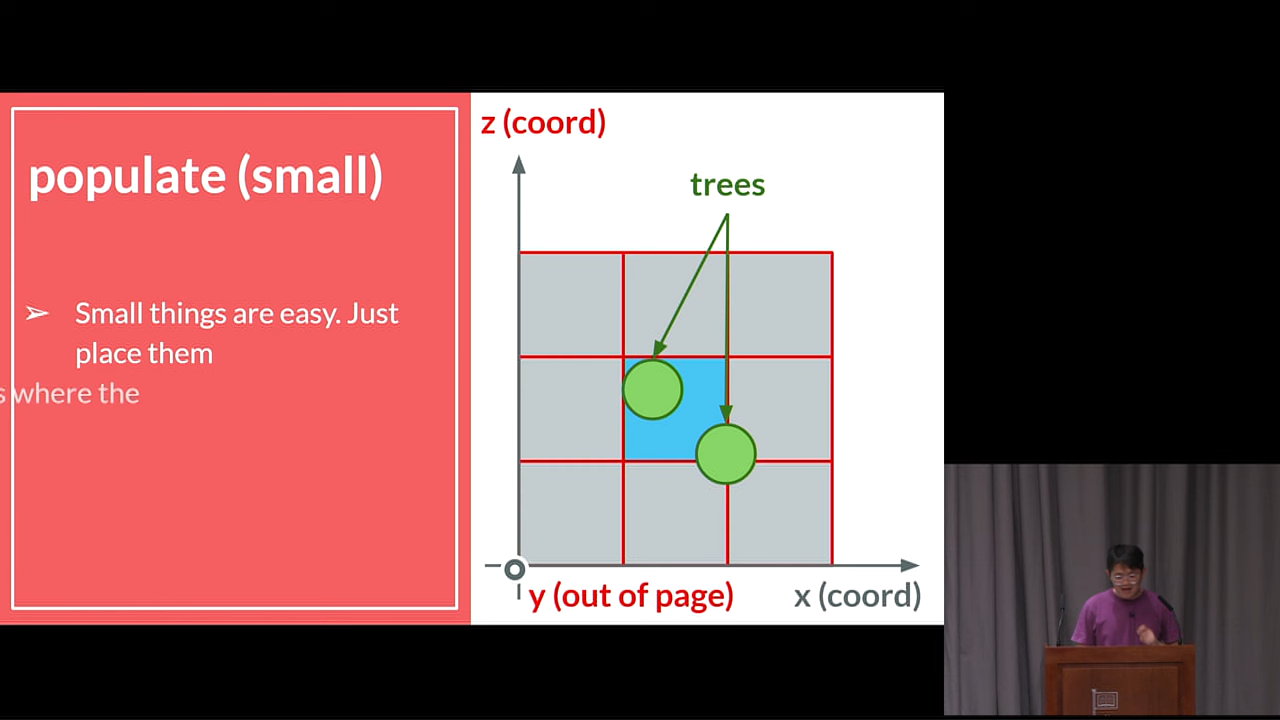 populate (small)
➢ Small things are easy. Just
place them
s where the
z (coord)
trees
y (out of page)
x (coord)